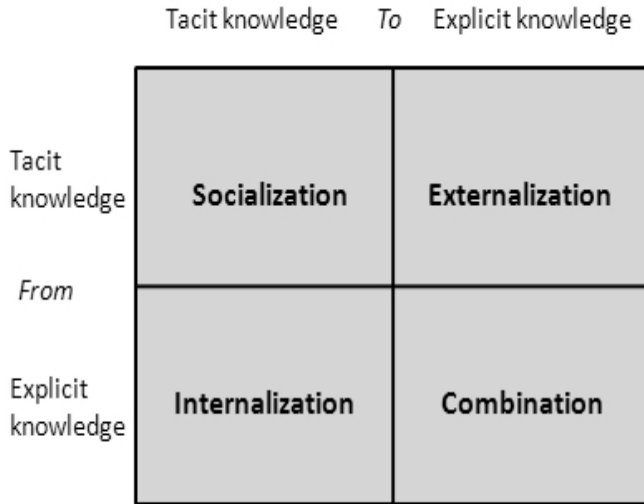 Tacit knowledge To Explicit knowledge
Tacit
knowledge
Socialization Externalization
From
Explicit
knowledge
Internalization Combination